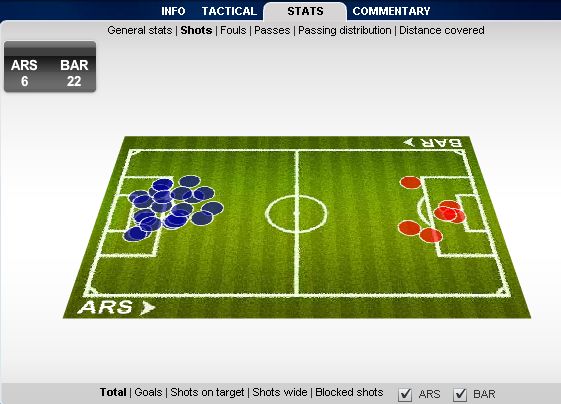 INFO TACTICAL STATS COMMENTARY
General stats | Shots | Fouls | Passes | Passing distribution | Distance covered
ARS BAR
6 22
BAR
ARS
Total | Goals | Shots on target | Shots wide | Blocked shots ARS BAR